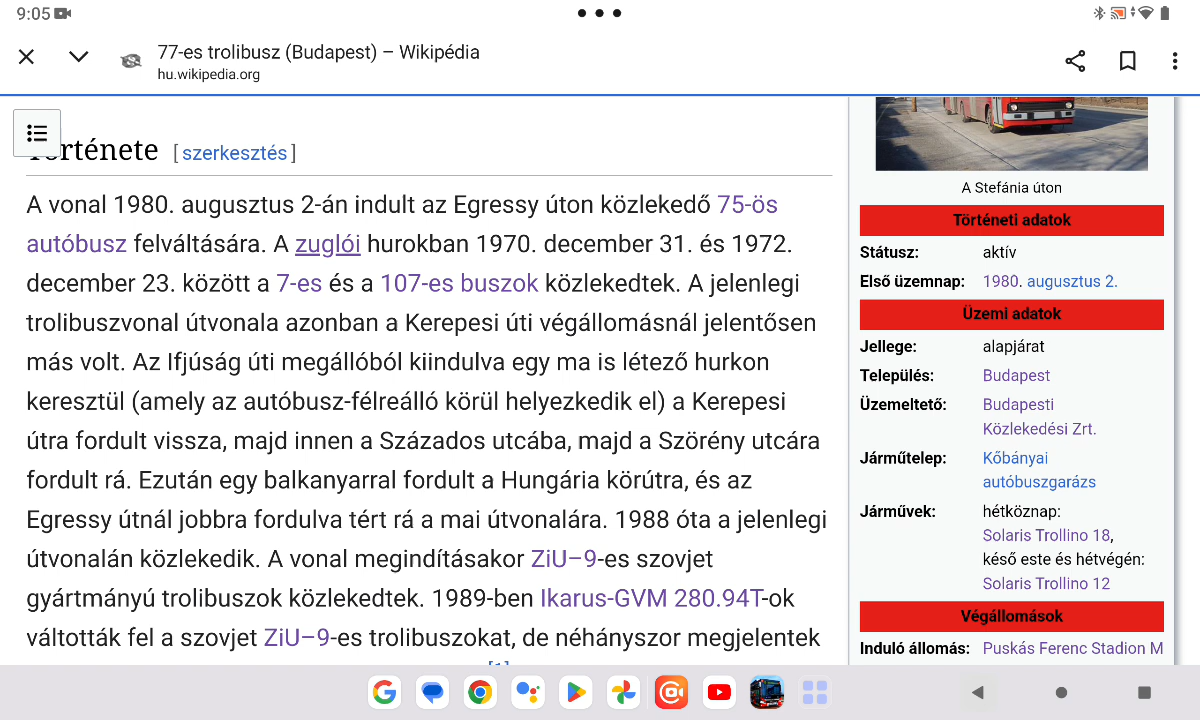 9:05
77-es trolibusz (Budapest) – Wikipédia
hu.wikipedia.org
Története [szerkesztés]
A vonal 1980. augusztus 2-án indult az Egressy úton közlekedő 75-ös
autóbusz felváltására. A zuglói hurokban 1970. december 31. és 1972.
december 23. között a 7-es és a 107-es buszok közlekedtek. A jelenlegi
trolibuszvonal útvonala azonban a Kerepesi úti végállomásnál jelentősen
más volt. Az Ifjúság úti megállóból kiindulva egy ma is létező hurkon
keresztül (amely az autóbusz-félreálló körül helyezkedik el) a Kerepesi
útra fordult vissza, majd innen a Százados utcába, majd a Szörény utcára
fordult rá. Ezután egy balkanyarral fordult a Hungária körútra, és az
Egressy útnál jobbra fordulva tért rá a mai útvonalára. 1988 óta a jelenlegi
útvonalán közlekedik. A vonal megindításakor ZiU–9-es szovjet
gyártmányú trolibuszok közlekedtek. 1989-ben Ikarus-GVM 280.94T-ok
váltották fel a szovjet ZiU–9-es trolibuszokat, de néhányszor megjelentek
[1]
A Stefánia úton
Történeti adatok
Státusz: aktív
Első üzemnap: 1980. augusztus 2.
Üzemi adatok
Jellege: alapjárat
Település: Budapest
Üzemeltető: Budapesti
Közlekedési Zrt.
Járműtelep: Kőbányai
autóbuszgarázs
Járművek: hétköznap:
Solaris Trollino 18,
késő este és hétvégén:
Solaris Trollino 12
Végállomások
Induló állomás: Puskás Ferenc Stadion M